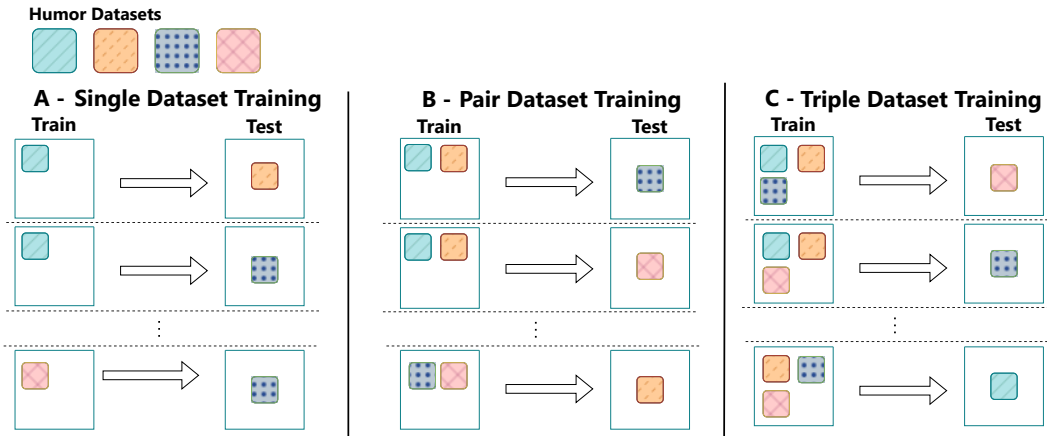 Humor Datasets
A - Single Dataset Training
Train
Test
B - Pair Dataset Training
Train
Test
C - Triple Dataset Training
Train
Test